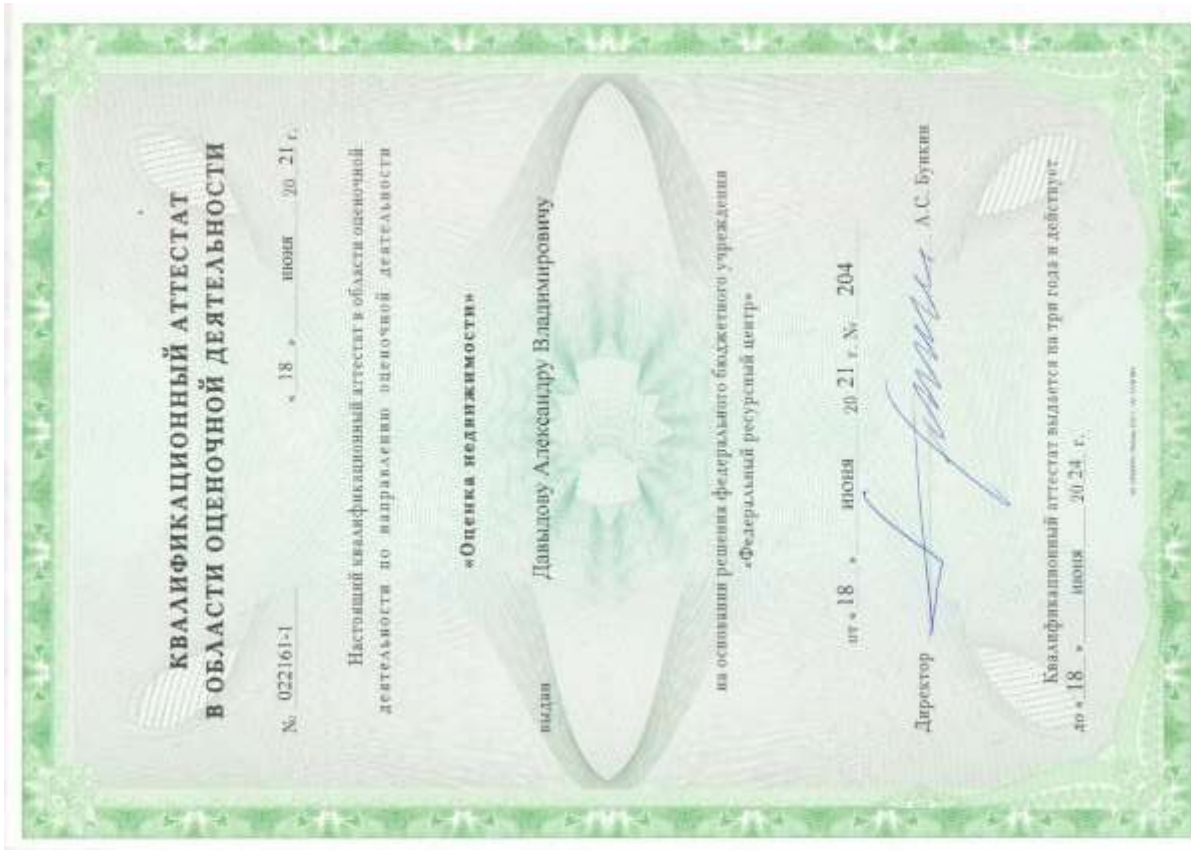 КВАЛИФИКАЦИОННЫЙ АТТЕСТАТ
В ОБЛАСТИ ОЦЕНОЧНОЙ ДЕЯТЕЛЬНОСТИ
№ 022161-1 « 18 » июня 20 21 г.
Настоящий квалификационный аттестат в области оценочной
деятельности по направлению оценочной деятельности
«Оценка недвижимости»
выдан Давыдову Александру Владимировичу
на основании решения федерального бюджетного учреждения
«Федеральный ресурсный центр»
от « 18 » июня 20 21 г. № 204
Директор А.С. Бункин
Квалификационный аттестат выдается на три года и действует
до « 18 » июня 20 24 г.